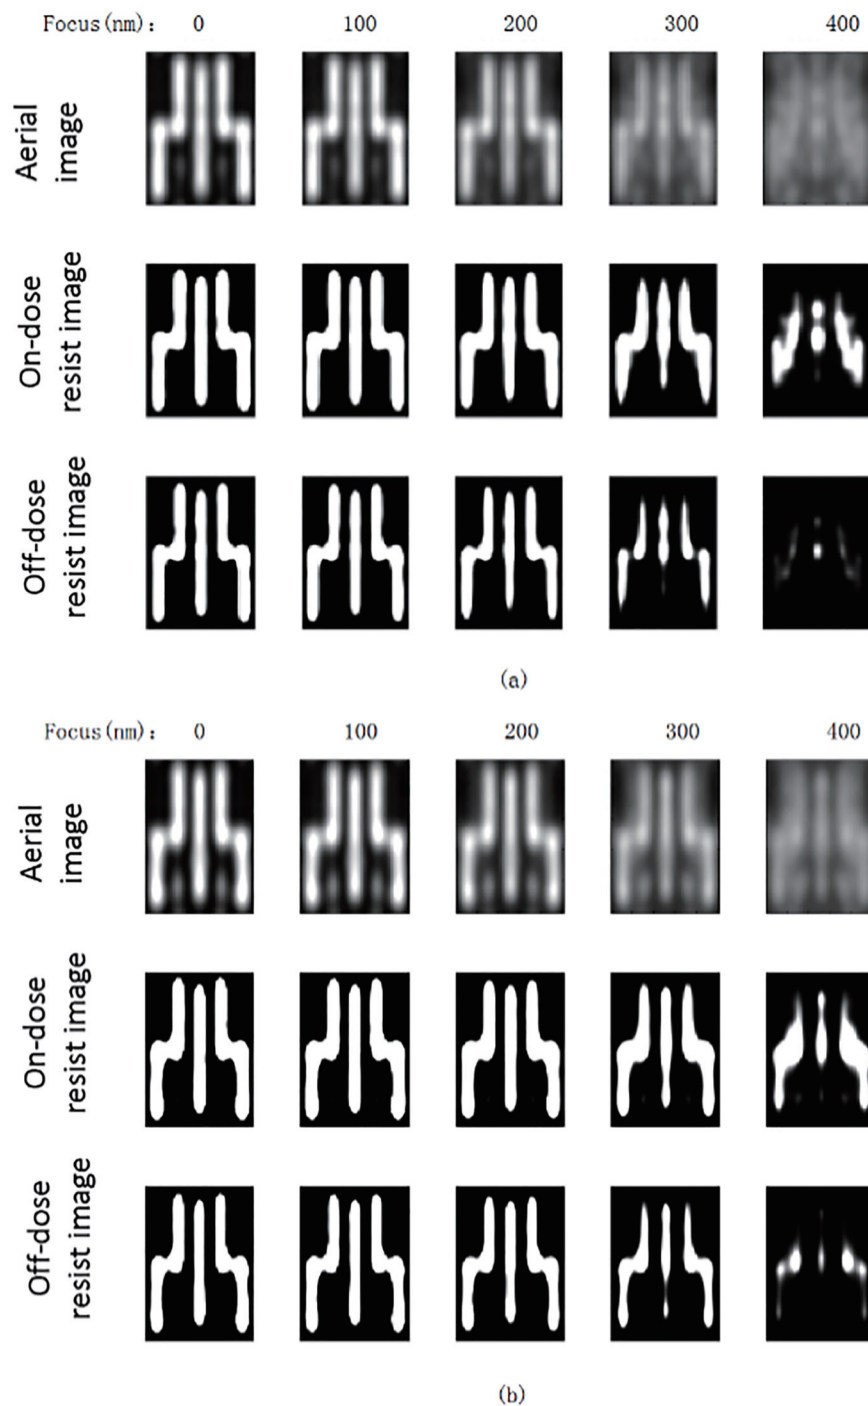 Focus(nm): 0 100 200 300 400
Aerial
image
On-dose
resist image
Off-dose
resist image
(a)
Focus(nm): 0 100 200 300 400
Aerial
image
On-dose
resist image
Off-dose
resist image
(b)